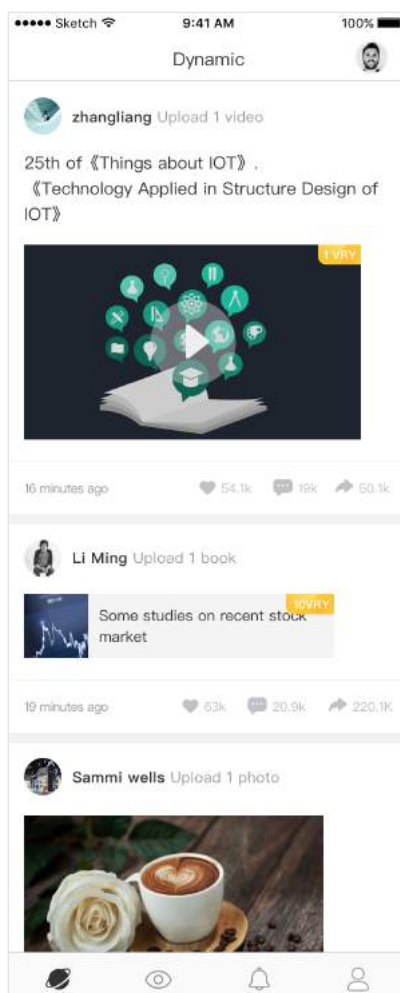 Sketch 9:41 AM 100%
Dynamic
zhangliang Upload 1 video
25th of 《Things about IOT》.
《Technology Applied in Structure Design of
IOT》
1 VRY
16 minutes ago 54.1k 19k 50.1k
Li Ming Upload 1 book
10VRY
Some studies on recent stock
market
19 minutes ago 63k 20.9k 220.1K
Sammi wells Upload 1 photo